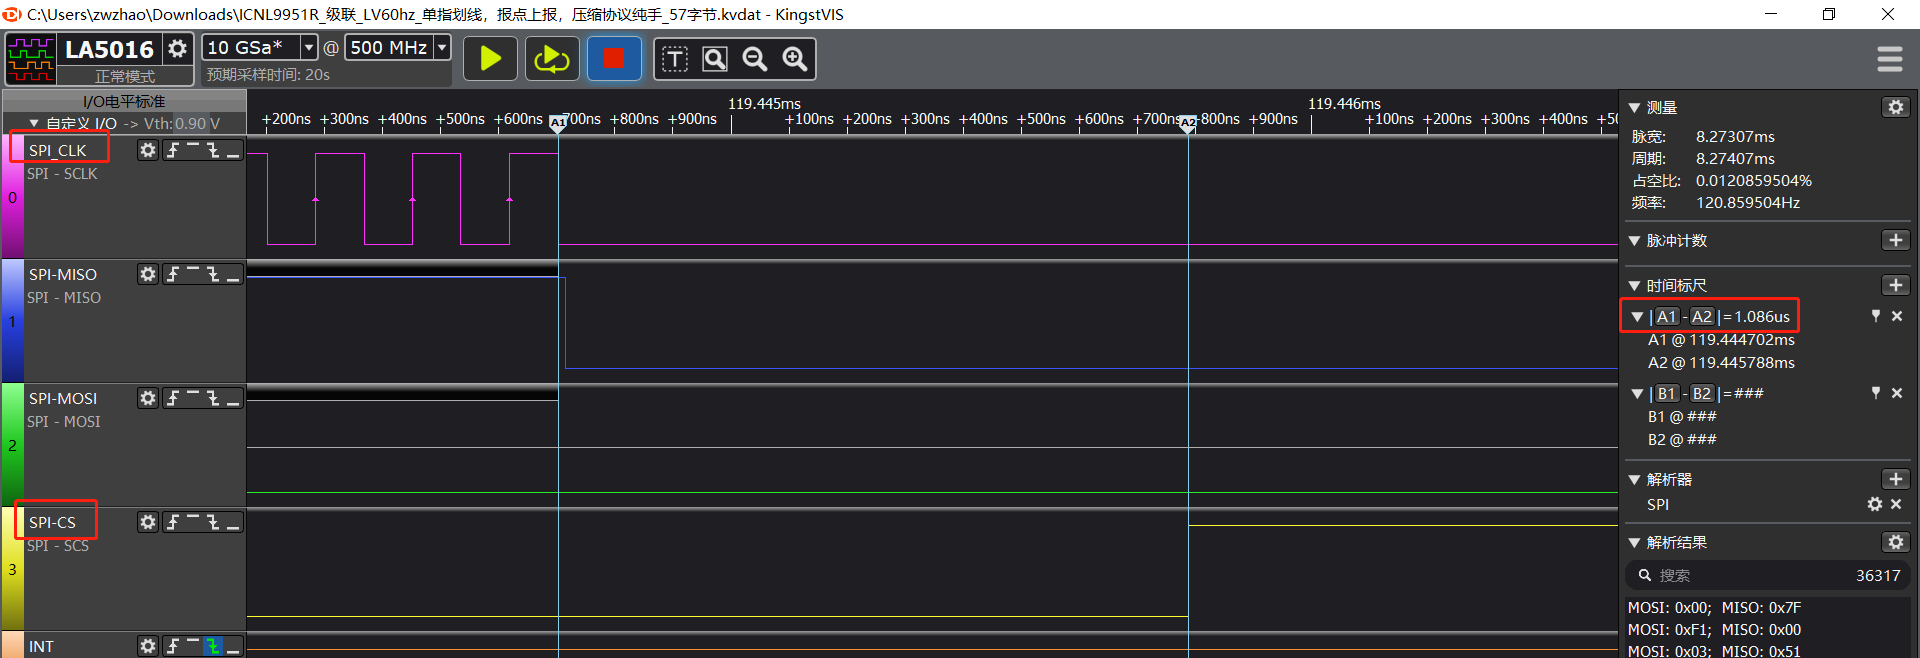 C:\Users\zwzhao\Downloads\ICNL9951R_级联_LV60hz_单指划线，报点上报，压缩协议纯手_57字节.kvdat - KingstVIS
LA5016
正常模式
10 GSa*
@
500 MHz
预期采样时间: 20s
T
I/O电平标准
自定义 I/O -> Vth:0.90 V
119.445ms
119.446ms
+200ns +300ns +400ns +500ns +600ns +700ns +800ns +900ns
+100ns +200ns +300ns +400ns +500ns +600ns +700ns +800ns +900ns
+100ns +200ns +300ns +400ns
A1
A2
0
SPI_CLK
SPI - SCLK
1
SPI-MISO
SPI - MISO
2
SPI-MOSI
SPI - MOSI
3
SPI-CS
SPI - SCS
INT
测量
脉宽: 8.27307ms
周期: 8.27407ms
占空比: 0.0120859504%
频率: 120.859504Hz
脉冲计数
时间标尺
|A1-A2|=1.086us
A1 @ 119.444702ms
A2 @ 119.445788ms
|B1-B2|=###
B1 @ ###
B2 @ ###
解析器
SPI
解析结果
搜索 36317
MOSI: 0x00; MISO: 0x7F
MOSI: 0xF1; MISO: 0x00
MOSI: 0x03; MISO: 0x51